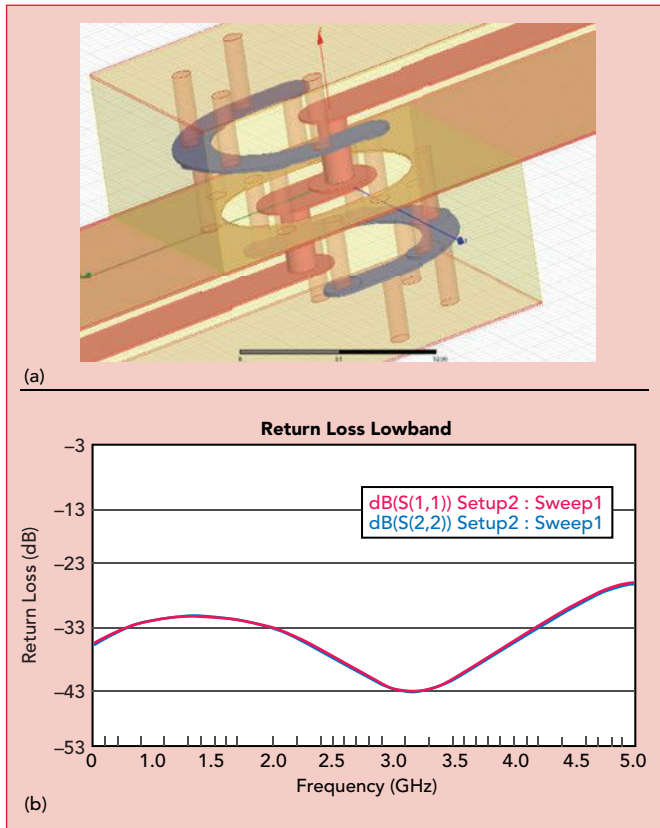 (a)
Return Loss Lowband
–3
–13
–23
–33
–43
–53
Return Loss (dB)
dB(S(1,1)) Setup2 : Sweep1
dB(S(2,2)) Setup2 : Sweep1
0 1.0 1.5 2.0 2.5 3.0 3.5 4.0 4.5 5.0
Frequency (GHz)
(b)